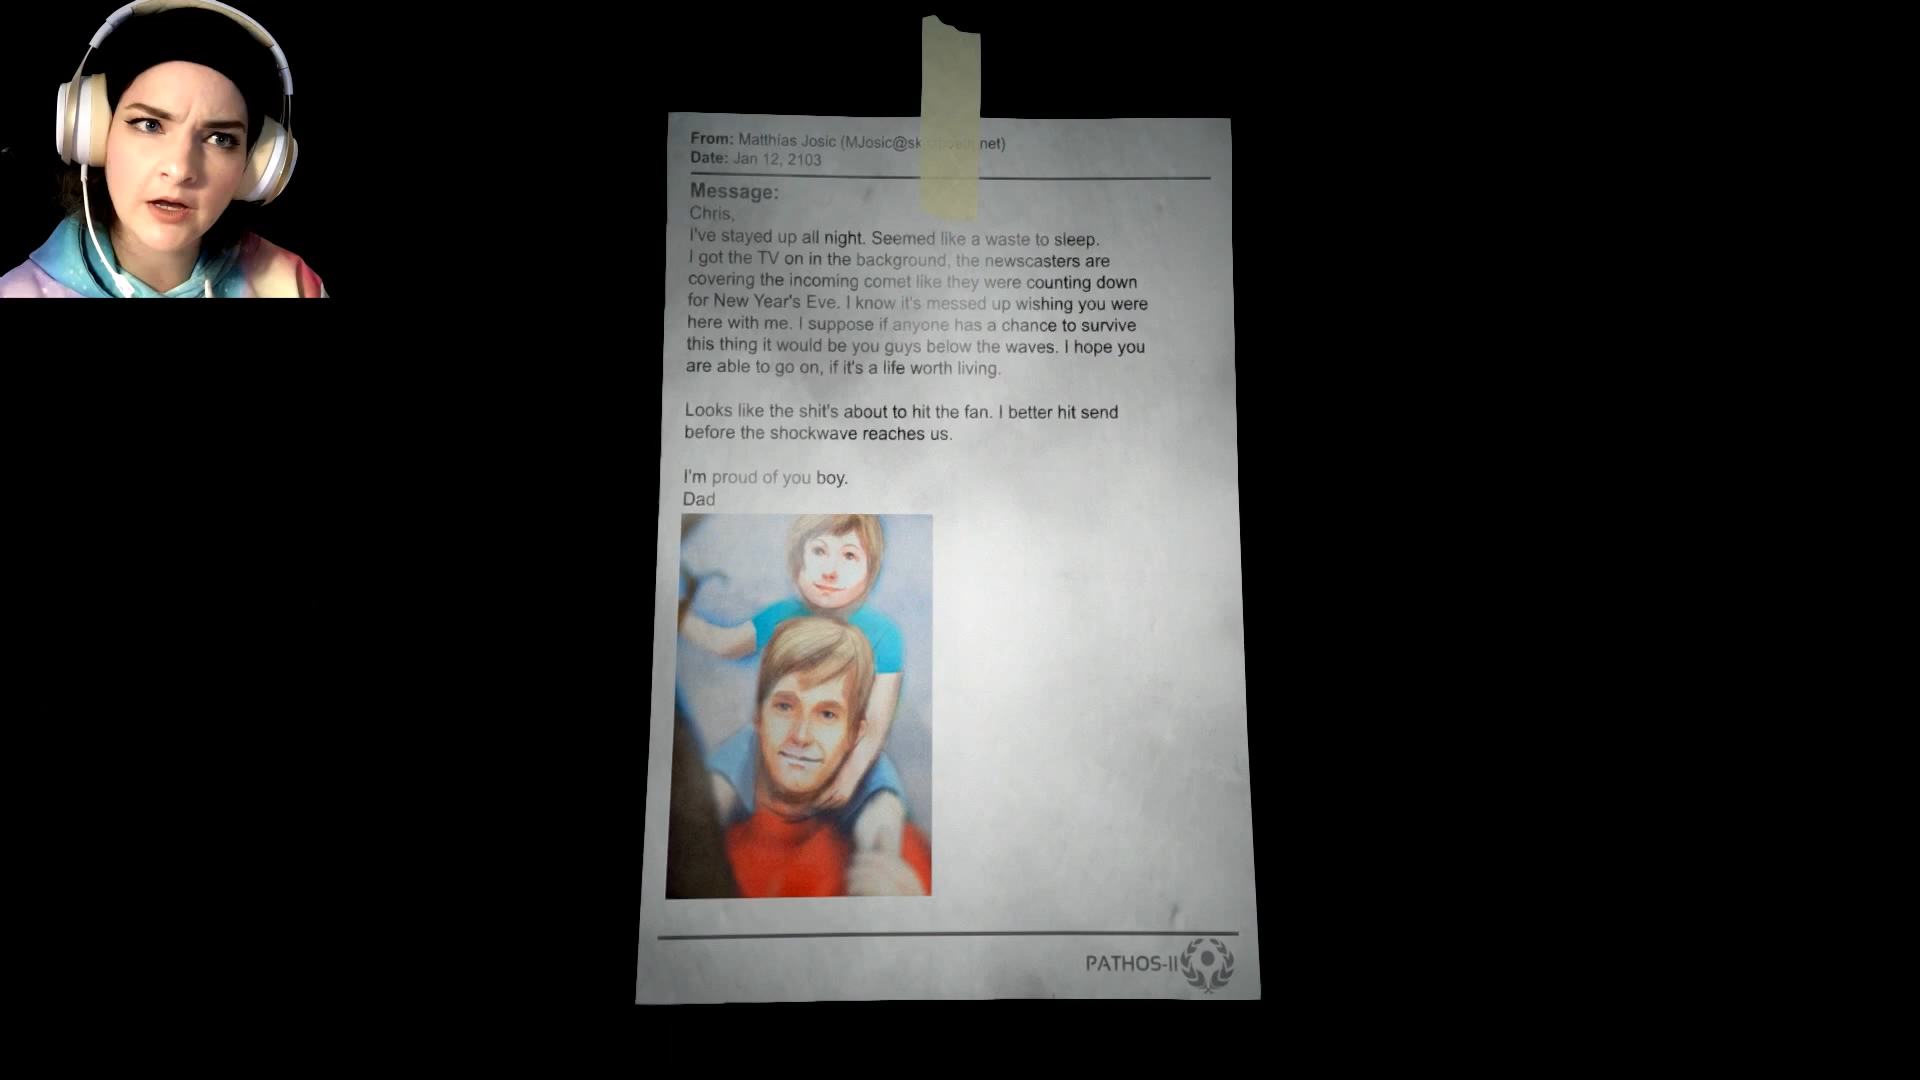 From: Matthias Josic (MJosic@sk net)
Date: Jan 12, 2103
Message:
Chris,
I've stayed up all night. Seemed like a waste to sleep.
I got the TV on in the background, the newscasters are
covering the incoming comet like they were counting down
for New Year's Eve. I know it's messed up wishing you were
here with me. I suppose if anyone has a chance to survive
this thing it would be you guys below the waves. I hope you
are able to go on, if it's a life worth living.
Looks like the shit's about to hit the fan. I better hit send
before the shockwave reaches us.
I'm proud of you boy.
Dad
PATHOS-II